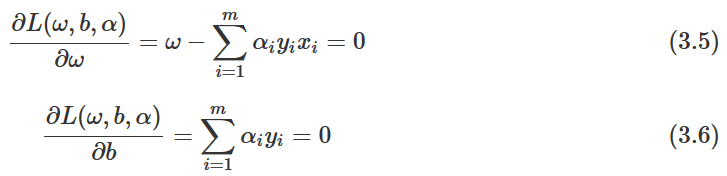 ∂L(ω, b, α)/∂ω = ω − ∑_{i=1}^{m} α_i y_i x_i = 0 (3.5)
∂L(ω, b, α)/∂b = ∑_{i=1}^{m} α_i y_i = 0 (3.6)